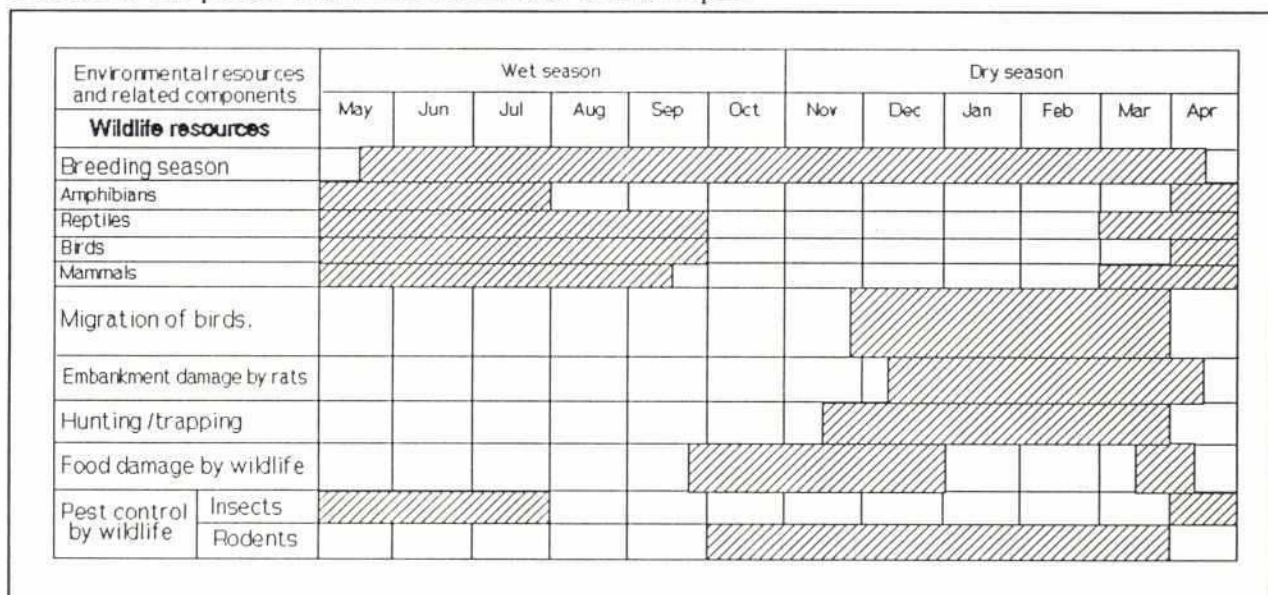 Environmental resources
and related components
Wildlife resources
Wet season
Dry season
May Jun Jul Aug Sep Oct Nov Dec Jan Feb Mar Apr
Breeding season
Amphibians
Reptiles
Birds
Mammals
Migration of birds.
Embankment damage by rats
Hunting /trapping
Food damage by wildlife
Pest control
by wildlife
Insects
Rodents